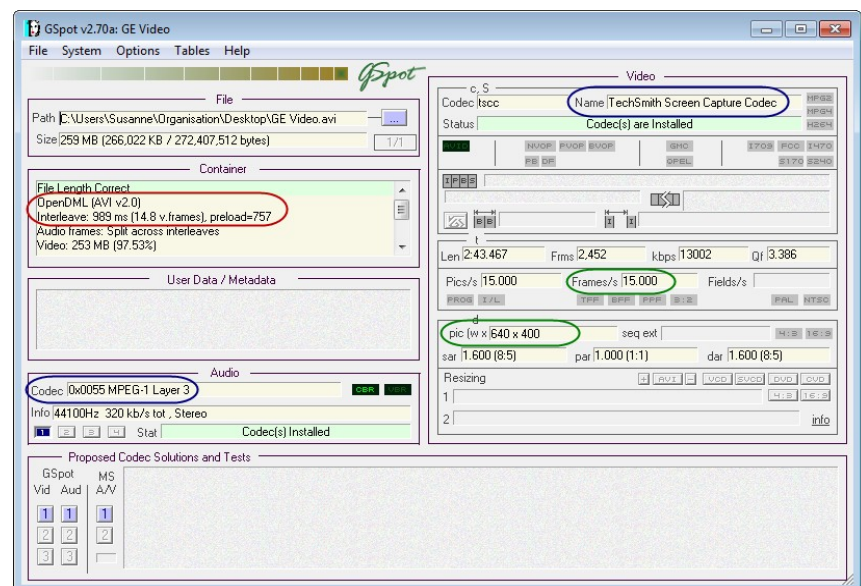 GSpot v2.70a: GE Video
File System Options Tables Help
GSpot
File
Path C:\Users\Susanne\Organisation\Desktop\GE Video.avi ...
Size 259 MB (266,022 KB / 272,407,512 bytes) 1/1
Container
File Length Correct
OpenDML (AVI v2.0)
Interleave: 989 ms (14.8 v.frames), preload=757
Audio frames: Split across interleaves
Video: 253 MB (97.53%)
User Data / Metadata
Audio
Codec 0x0055 MPEG-1 Layer 3 CBR VBR
Info 44100Hz 320 kb/s tot , Stereo
1 2 3 4 Stat Codec(s) Installed
Video
c, S
Codec tscc Name TechSmith Screen Capture Codec MPG2
MPG4
Status Codec(s) are Installed H264
AVID NVOP PVOP BVOP GMC I709 FOC I470
PB DF QPEL S170 S240
I P B S
B B I I
t
Len 2:43.467 Frms 2,452 kbps 13002 Qf 3.386
Pics/s 15.000 Frames/s 15.000 Fields/s
PROG I/L TFF BFF PPF 3:2 PAL NTSC
d
pic (w x 640 x 400 seq ext 4:3 16:9
sar 1.600 (8:5) par 1.000 (1:1) dar 1.600 (8:5)
Resizing + AVI - VCD SVCD DVD CVD
1 4:3 16:9
2 info
Proposed Codec Solutions and Tests
GSpot MS
Vid Aud A/V
1 1 1
2 2 2
3 3